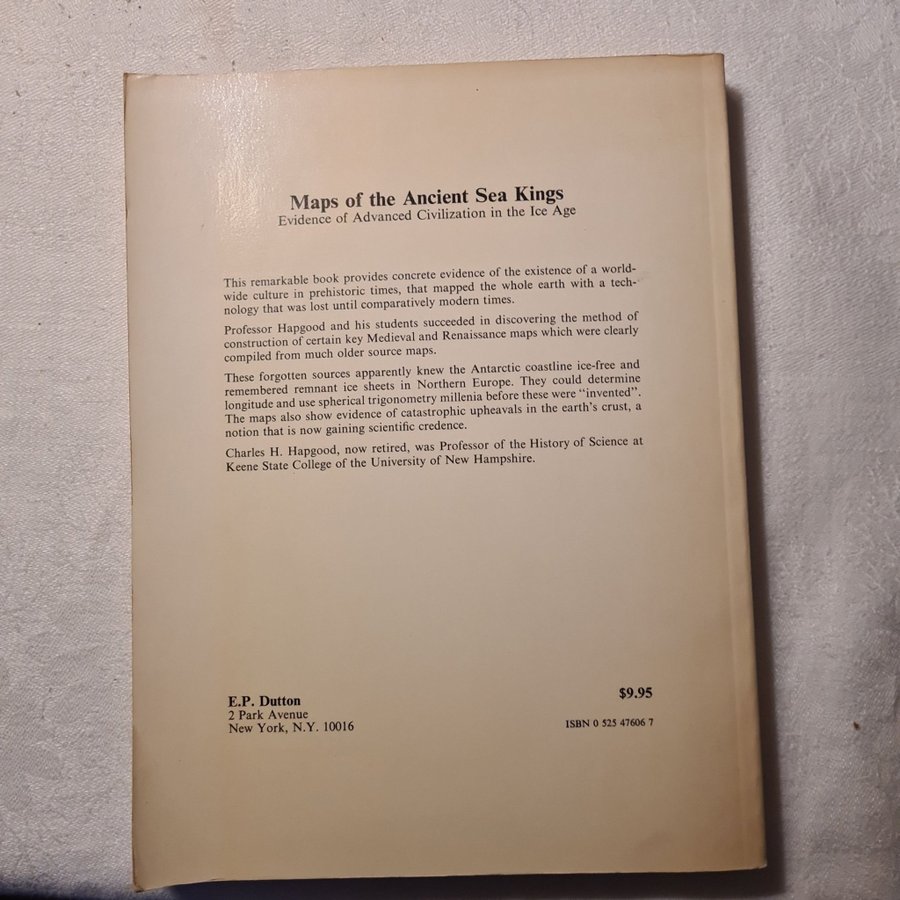 Maps of the Ancient Sea Kings
Evidence of Advanced Civilization in the Ice Age
This remarkable book provides concrete evidence of the existence of a world-
wide culture in prehistoric times, that mapped the whole earth with a tech-
nology that was lost until comparatively modern times.
Professor Hapgood and his students succeeded in discovering the method of
construction of certain key Medieval and Renaissance maps which were clearly
compiled from much older source maps.
These forgotten sources apparently knew the Antarctic coastline ice-free and
remembered remnant ice sheets in Northern Europe. They could determine
longitude and use spherical trigonometry millenia before these were “invented”.
The maps also show evidence of catastrophic upheavals in the earth's crust, a
notion that is now gaining scientific credence.
Charles H. Hapgood, now retired, was Professor of the History of Science at
Keene State College of the University of New Hampshire.
E.P. Dutton
2 Park Avenue
New York, N.Y. 10016
$9.95
ISBN 0 525 47606 7